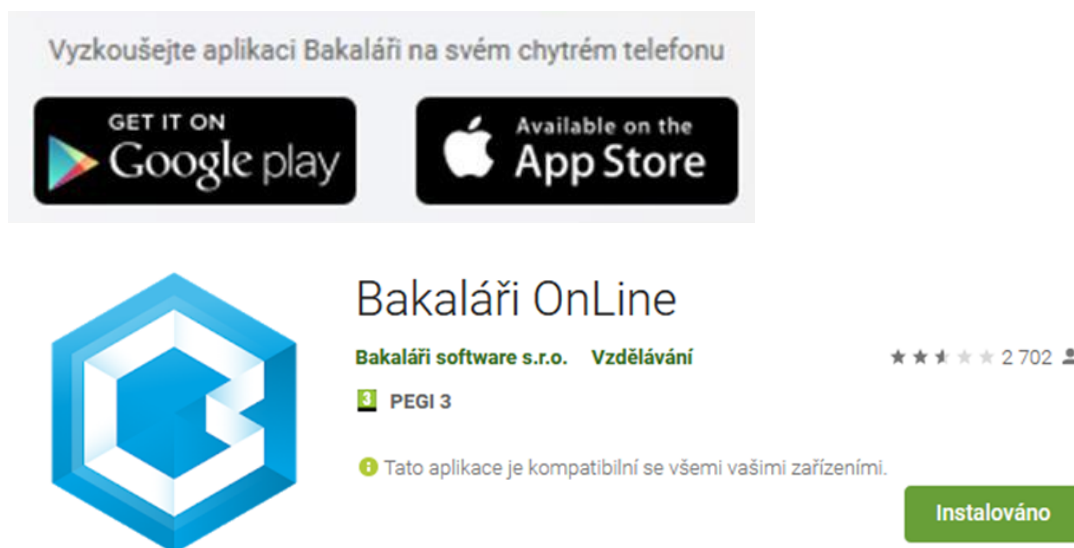 Vyzkoušejte aplikaci Bakaláři na svém chytrém telefonu
GET IT ON
Google play
Available on the
App Store
Bakaláři OnLine
Bakaláři software s.r.o. Vzdělávání
2 702
3 PEGI 3
Tato aplikace je kompatibilní se všemi vašimi zařízeními.
Instalováno